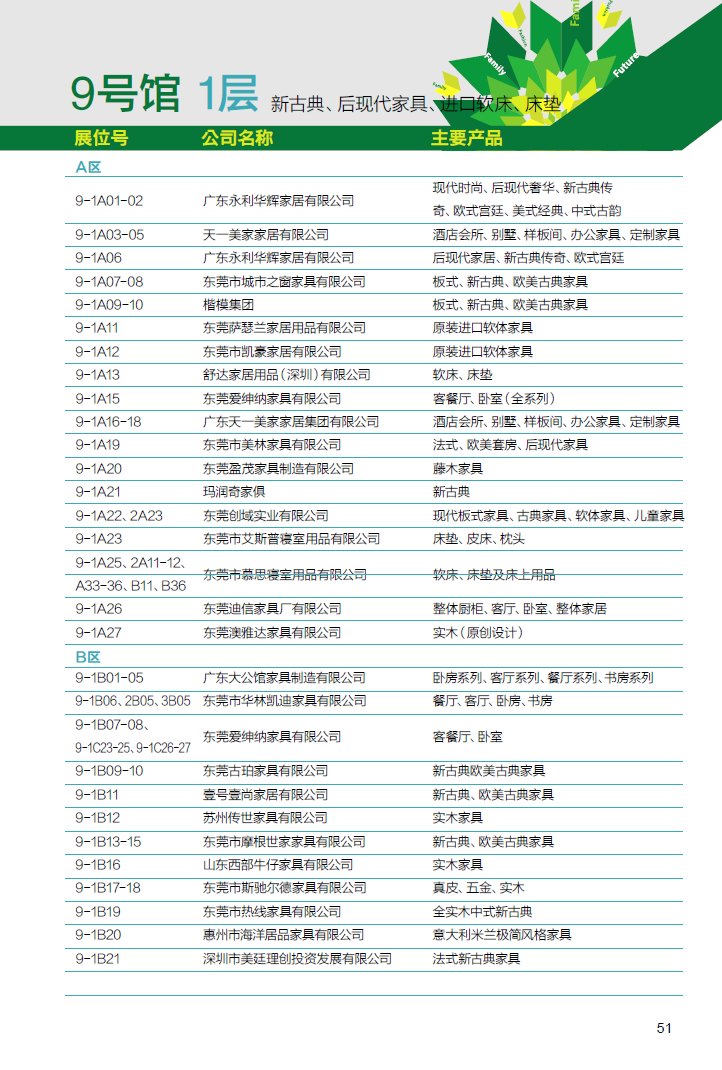 Family
Fashion
Family
Future
Family
9号馆 1层 新古典、后现代家具、进口软床、床垫
展位号 公司名称 主要产品
A区
9-1A01-02 广东永利华辉家居有限公司 现代时尚、后现代奢华、新古典传
奇、欧式宫廷、美式经典、中式古韵
9-1A03-05 天一美家家居有限公司 酒店会所、别墅、样板间、办公家具、定制家具
9-1A06 广东永利华辉家居有限公司 后现代家居、新古典传奇、欧式宫廷
9-1A07-08 东莞市城市之窗家具有限公司 板式、新古典、欧美古典家具
9-1A09-10 楷模集团 板式、新古典、欧美古典家具
9-1A11 东莞萨瑟兰家居用品有限公司 原装进口软体家具
9-1A12 东莞市凯豪家居有限公司 原装进口软体家具
9-1A13 舒达家居用品(深圳)有限公司 软床、床垫
9-1A15 东莞爱绅纳家具有限公司 客餐厅、卧室(全系列)
9-1A16-18 广东天一美家家居集团有限公司 酒店会所、别墅、样板间、办公家具、定制家具
9-1A19 东莞市美林家具有限公司 法式、欧美套房、后现代家具
9-1A20 东莞盈茂家具制造有限公司 藤木家具
9-1A21 玛润奇家俱 新古典
9-1A22、2A23 东莞创域实业有限公司 现代板式家具、古典家具、软体家具、儿童家具
9-1A23 东莞市艾斯普寝室用品有限公司 床垫、皮床、枕头
9-1A25、2A11-12、
A33-36、B11、B36 东莞市慕思寝室用品有限公司 软床、床垫及床上用品
9-1A26 东莞迪信家具厂有限公司 整体厨柜、客厅、卧室、整体家居
9-1A27 东莞澳雅达家具有限公司 实木(原创设计)
B区
9-1B01-05 广东大公馆家具制造有限公司 卧房系列、客厅系列、餐厅系列、书房系列
9-1B06、2B05、3B05 东莞市华林凯迪家具有限公司 餐厅、客厅、卧房、书房
9-1B07-08、
9-1C23-25、9-1C26-27 东莞爱绅纳家具有限公司 客餐厅、卧室
9-1B09-10 东莞古珀家具有限公司 新古典欧美古典家具
9-1B11 壹号壹尚家居有限公司 新古典、欧美古典家具
9-1B12 苏州传世家具有限公司 实木家具
9-1B13-15 东莞市摩根世家家具有限公司 新古典、欧美古典家具
9-1B16 山东西部牛仔家具有限公司 实木家具
9-1B17-18 东莞市斯驰尔德家具有限公司 真皮、五金、实木
9-1B19 东莞市热线家具有限公司 全实木中式新古典
9-1B20 惠州市海洋居品家具有限公司 意大利米兰极简风格家具
9-1B21 深圳市美廷理创投资发展有限公司 法式新古典家具
51